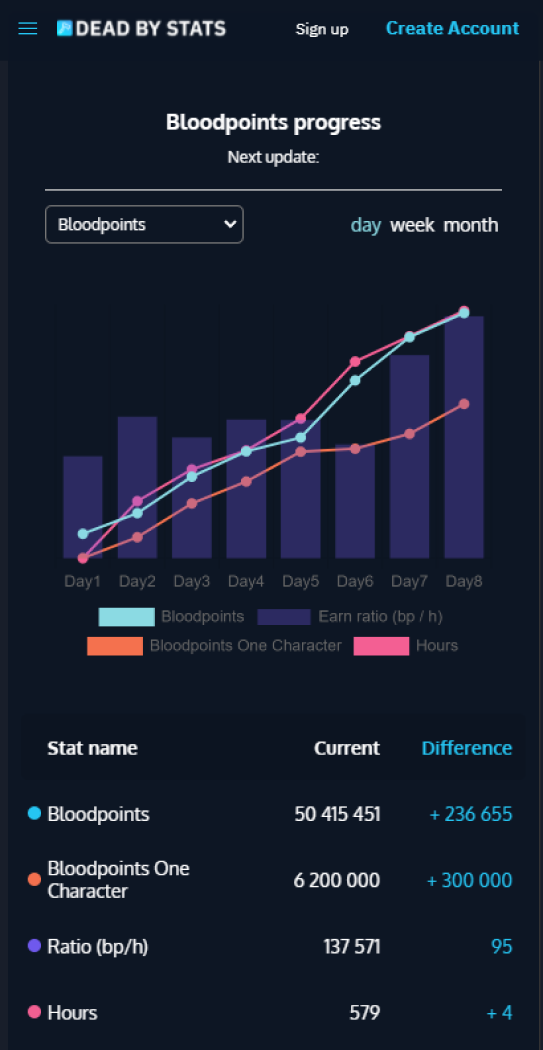 DEAD BY STATS Sign up Create Account
Bloodpoints progress
Next update:
Bloodpoints day week month
Day1 Day2 Day3 Day4 Day5 Day6 Day7 Day8
Bloodpoints Earn ratio (bp / h)
Bloodpoints One Character Hours
Stat name Current Difference
Bloodpoints 50 415 451 + 236 655
Bloodpoints One
Character 6 200 000 + 300 000
Ratio (bp/h) 137 571 95
Hours 579 + 4